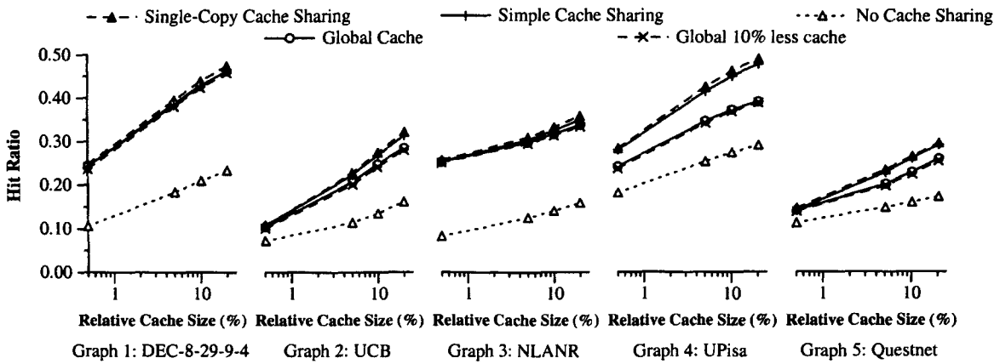 Single-Copy Cache Sharing Simple Cache Sharing No Cache Sharing
Global Cache Global 10% less cache
Hit Ratio
0.50
0.40
0.30
0.20
0.10
0.00
1 10 1 10 1 10 1 10 1 10
Relative Cache Size (%) Relative Cache Size (%) Relative Cache Size (%) Relative Cache Size (%) Relative Cache Size (%)
Graph 1: DEC-8-29-9-4 Graph 2: UCB Graph 3: NLANR Graph 4: UPisa Graph 5: Questnet